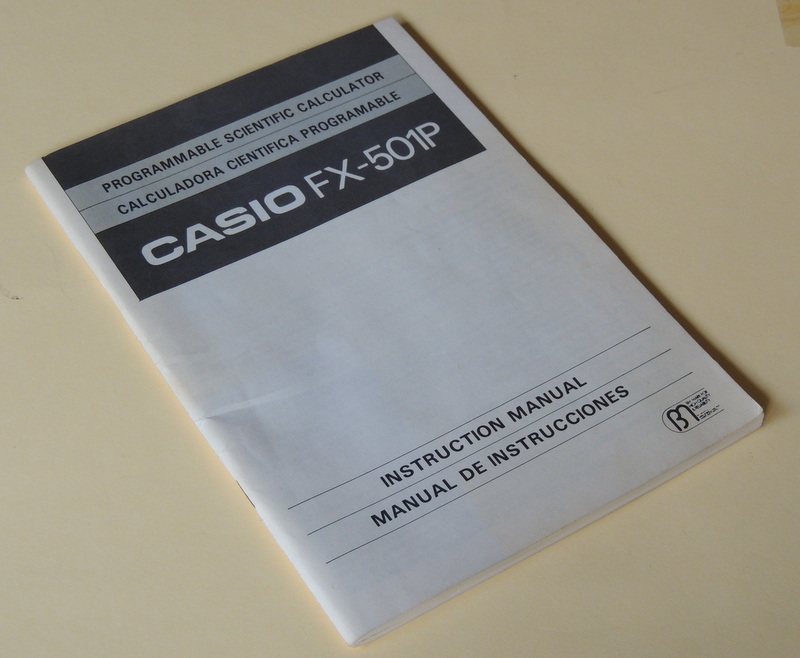 PROGRAMMABLE SCIENTIFIC CALCULATOR
CALCULADORA CIENTIFICA PROGRAMABLE
CASIO FX-501P
INSTRUCTION MANUAL
MANUAL DE INSTRUCCIONES